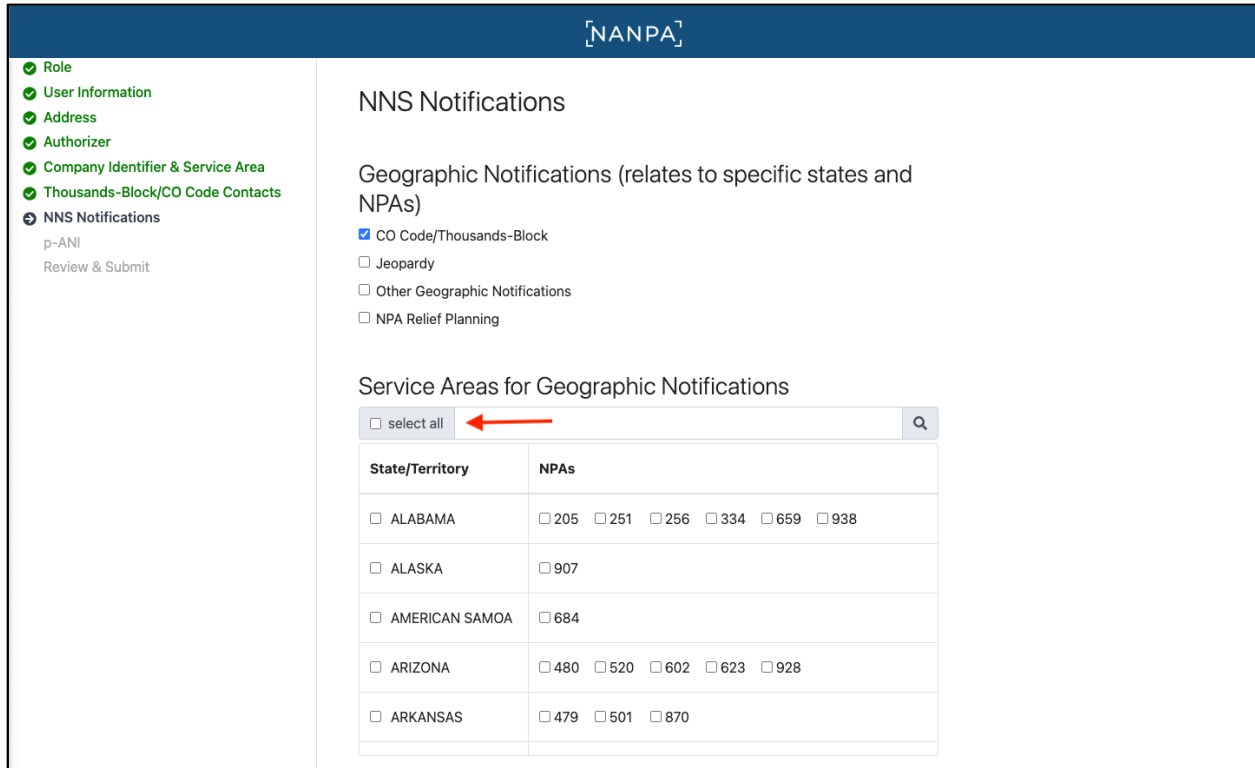 NANPA
Role
User Information
Address
Authorizer
Company Identifier & Service Area
Thousands-Block/CO Code Contacts
NNS Notifications
p-ANI
Review & Submit
NNS Notifications
Geographic Notifications (relates to specific states and
NPAs)
CO Code/Thousands-Block
Jeopardy
Other Geographic Notifications
NPA Relief Planning
Service Areas for Geographic Notifications
select all
State/Territory NPAs
ALABAMA 205 251 256 334 659 938
ALASKA 907
AMERICAN SAMOA 684
ARIZONA 480 520 602 623 928
ARKANSAS 479 501 870